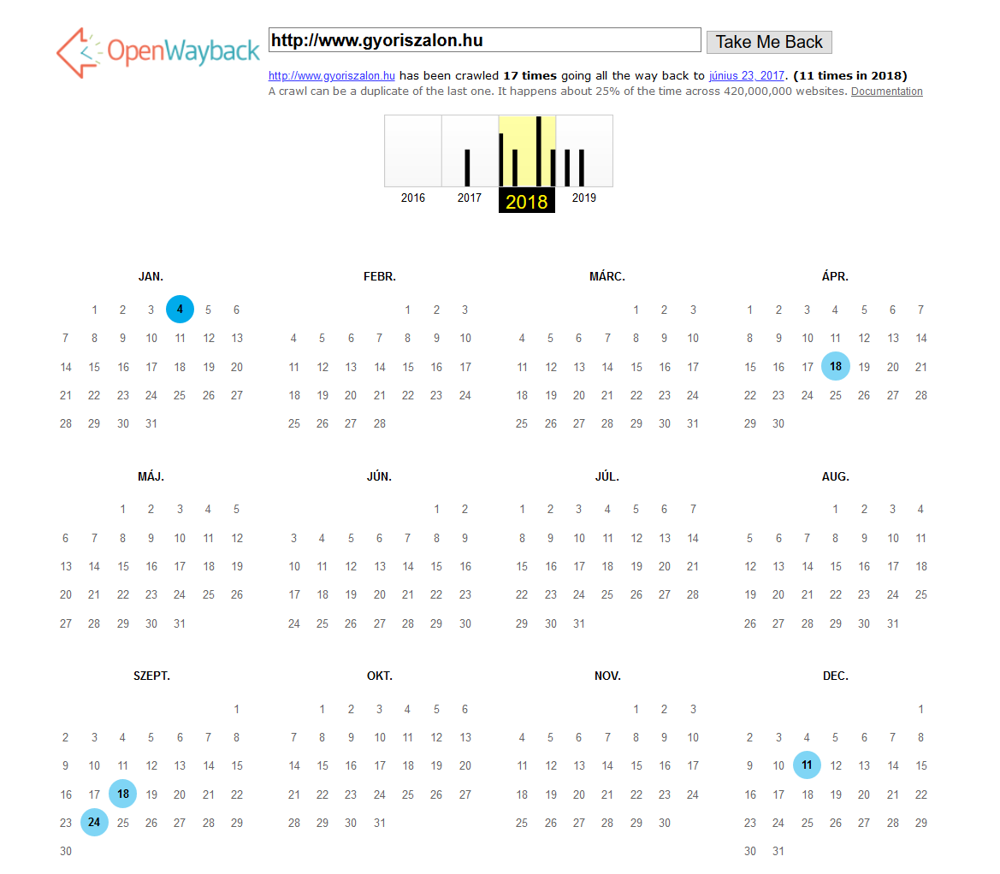 OpenWayback
http://www.gyoriszalon.hu
Take Me Back
http://www.gyoriszalon.hu has been crawled 17 times going all the way back to június 23, 2017. (11 times in 2018)
A crawl can be a duplicate of the last one. It happens about 25% of the time across 420,000,000 websites. Documentation
2016 2017 2018 2019
JAN.
1 2 3 4 5 6
7 8 9 10 11 12 13
14 15 16 17 18 19 20
21 22 23 24 25 26 27
28 29 30 31
FEBR.
1 2 3
4 5 6 7 8 9 10
11 12 13 14 15 16 17
18 19 20 21 22 23 24
25 26 27 28
MÁRC.
1 2 3
4 5 6 7 8 9 10
11 12 13 14 15 16 17
18 19 20 21 22 23 24
25 26 27 28 29 30 31
ÁPR.
1 2 3 4 5 6 7
8 9 10 11 12 13 14
15 16 17 18 19 20 21
22 23 24 25 26 27 28
29 30
MÁJ.
1 2 3 4 5
6 7 8 9 10 11 12
13 14 15 16 17 18 19
20 21 22 23 24 25 26
27 28 29 30 31
JÚN.
1 2
3 4 5 6 7 8 9
10 11 12 13 14 15 16
17 18 19 20 21 22 23
24 25 26 27 28 29 30
JÚL.
1 2 3 4 5 6 7
8 9 10 11 12 13 14
15 16 17 18 19 20 21
22 23 24 25 26 27 28
29 30 31
AUG.
1 2 3 4
5 6 7 8 9 10 11
12 13 14 15 16 17 18
19 20 21 22 23 24 25
26 27 28 29 30 31
SZEPT.
1
2 3 4 5 6 7 8
9 10 11 12 13 14 15
16 17 18 19 20 21 22
23 24 25 26 27 28 29
30
OKT.
1 2 3 4 5 6
7 8 9 10 11 12 13
14 15 16 17 18 19 20
21 22 23 24 25 26 27
28 29 30 31
NOV.
1 2 3
4 5 6 7 8 9 10
11 12 13 14 15 16 17
18 19 20 21 22 23 24
25 26 27 28 29 30
DEC.
1
2 3 4 5 6 7 8
9 10 11 12 13 14 15
16 17 18 19 20 21 22
23 24 25 26 27 28 29
30 31